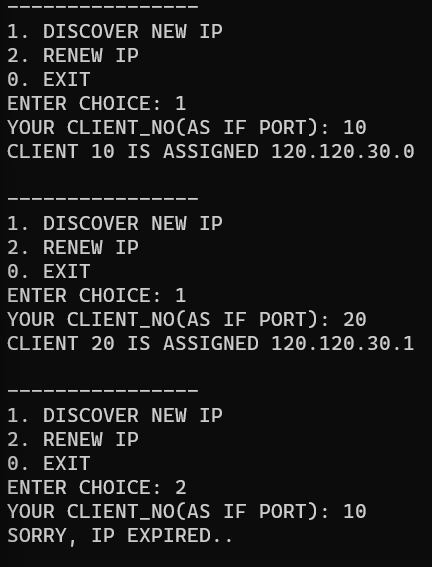 ----------------
1. DISCOVER NEW IP
2. RENEW IP
0. EXIT
ENTER CHOICE: 1
YOUR CLIENT_NO(AS IF PORT): 10
CLIENT 10 IS ASSIGNED 120.120.30.0
----------------
1. DISCOVER NEW IP
2. RENEW IP
0. EXIT
ENTER CHOICE: 1
YOUR CLIENT_NO(AS IF PORT): 20
CLIENT 20 IS ASSIGNED 120.120.30.1
----------------
1. DISCOVER NEW IP
2. RENEW IP
0. EXIT
ENTER CHOICE: 2
YOUR CLIENT_NO(AS IF PORT): 10
SORRY, IP EXPIRED..